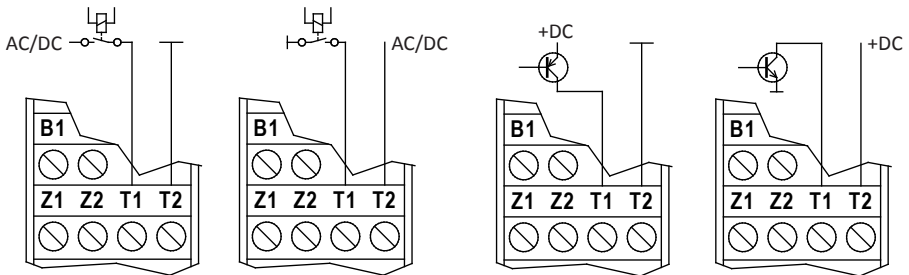 AC/DC AC/DC +DC +DC
B1 B1 B1 B1
Z1 Z2 T1 T2 Z1 Z2 T1 T2 Z1 Z2 T1 T2 Z1 Z2 T1 T2